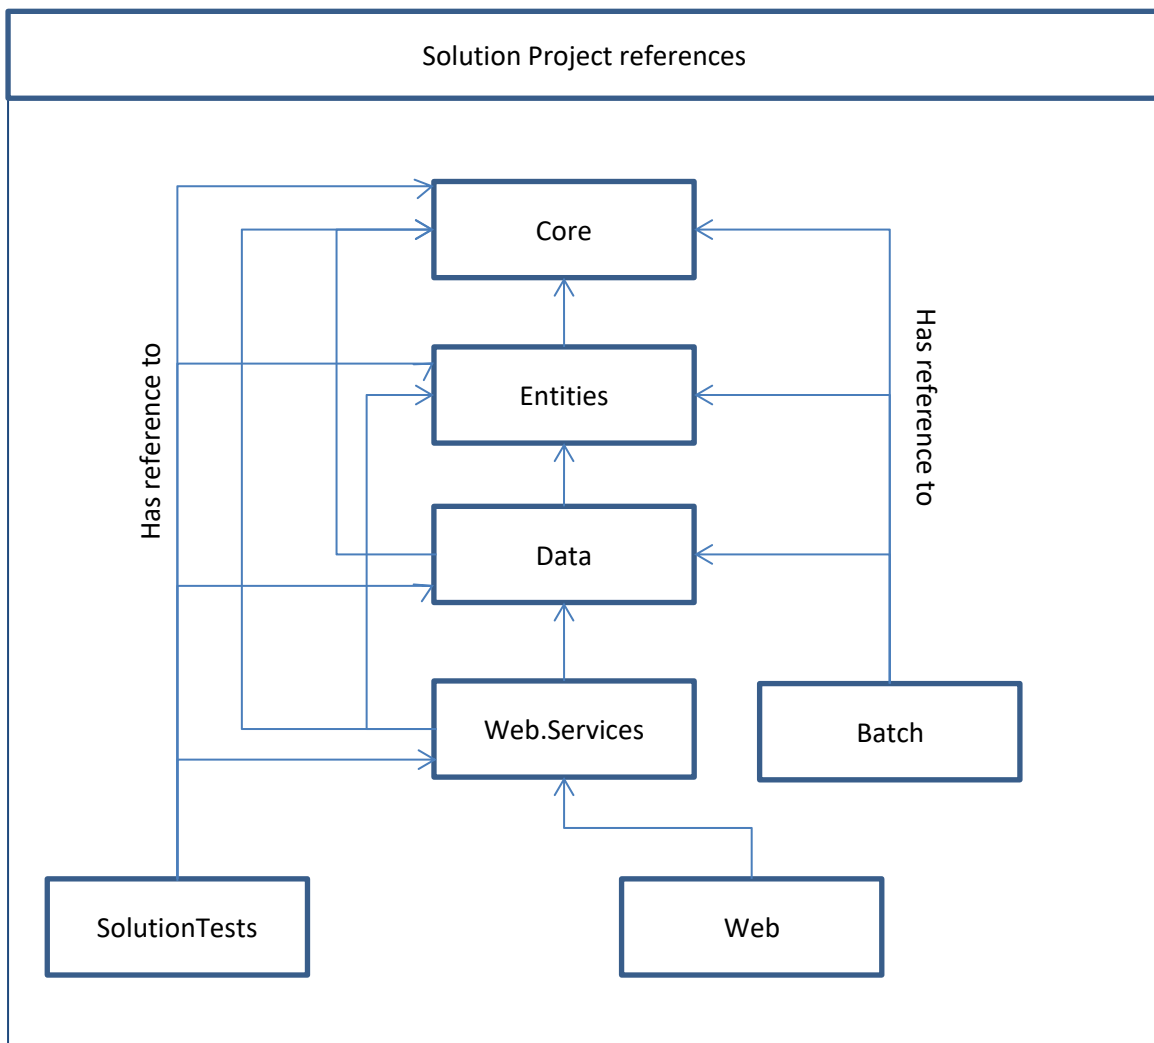 Solution Project references
Core
Has reference to
Has reference to
Entities
Data
Web.Services
Batch
SolutionTests
Web